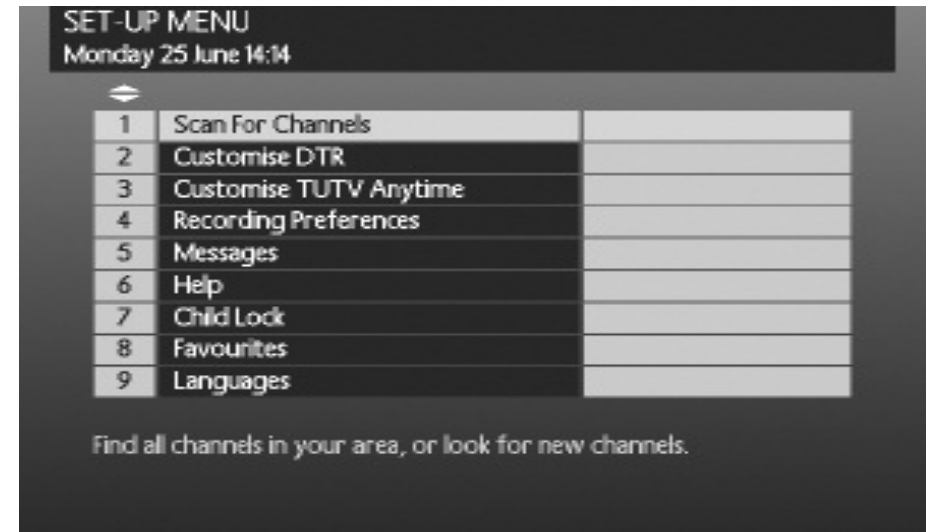 SET-UP MENU
Monday 25 June 14:14
1 Scan For Channels
2 Customise DTR
3 Customise TUTV Anytime
4 Recording Preferences
5 Messages
6 Help
7 Child Lock
8 Favourites
9 Languages
Find all channels in your area, or look for new channels.